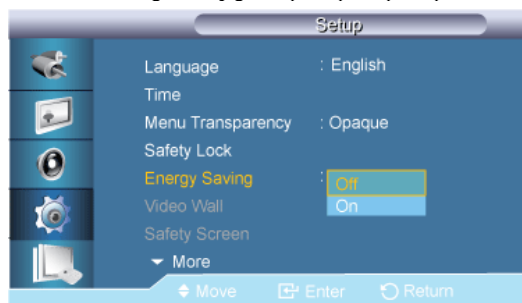 Setup
Language : English
Time
Menu Transparency : Opaque
Safety Lock
Energy Saving : Off
On
Video Wall
Safety Screen
More
Move Enter Return